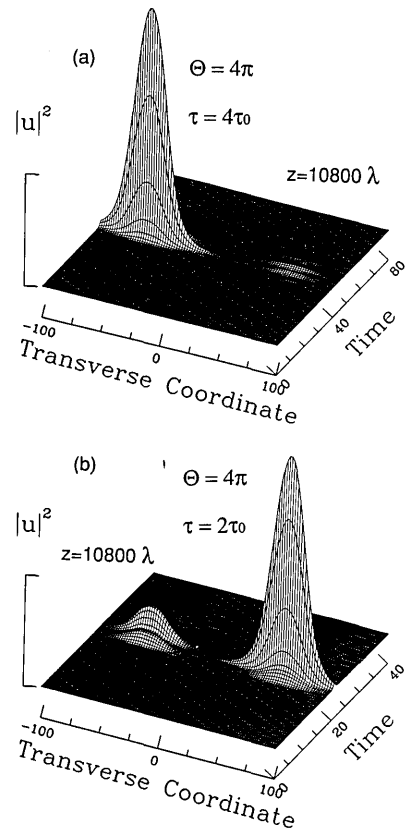 (a)
Θ = 4π
|u|²
τ = 4τ₀
z=10800 λ
-100
0
100
Transverse Coordinate
0
40
80
Time
(b)
Θ = 4π
|u|²
τ = 2τ₀
z=10800 λ
-100
0
100
Transverse Coordinate
0
20
40
Time